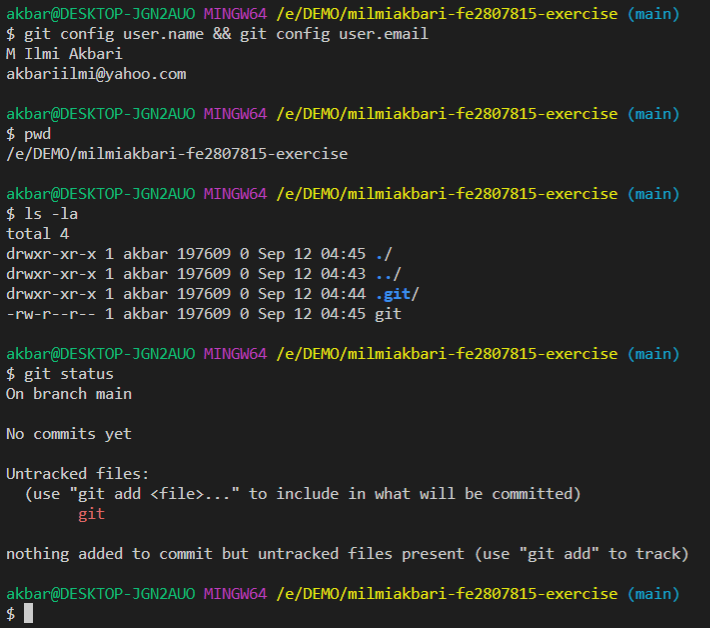 akbar@DESKTOP-JGN2AUO MINGW64 /e/DEMO/milmiakbari-fe2807815-exercise (main)
$ git config user.name && git config user.email
M Ilmi Akbari
akbariilmi@yahoo.com

akbar@DESKTOP-JGN2AUO MINGW64 /e/DEMO/milmiakbari-fe2807815-exercise (main)
$ pwd
/e/DEMO/milmiakbari-fe2807815-exercise

akbar@DESKTOP-JGN2AUO MINGW64 /e/DEMO/milmiakbari-fe2807815-exercise (main)
$ ls -la
total 4
drwxr-xr-x 1 akbar 197609 0 Sep 12 04:45 ./
drwxr-xr-x 1 akbar 197609 0 Sep 12 04:43 ../
drwxr-xr-x 1 akbar 197609 0 Sep 12 04:44 .git/
-rw-r--r-- 1 akbar 197609 0 Sep 12 04:45 git

akbar@DESKTOP-JGN2AUO MINGW64 /e/DEMO/milmiakbari-fe2807815-exercise (main)
$ git status
On branch main

No commits yet

Untracked files:
  (use "git add <file>..." to include in what will be committed)
        git

nothing added to commit but untracked files present (use "git add" to track)

akbar@DESKTOP-JGN2AUO MINGW64 /e/DEMO/milmiakbari-fe2807815-exercise (main)
$